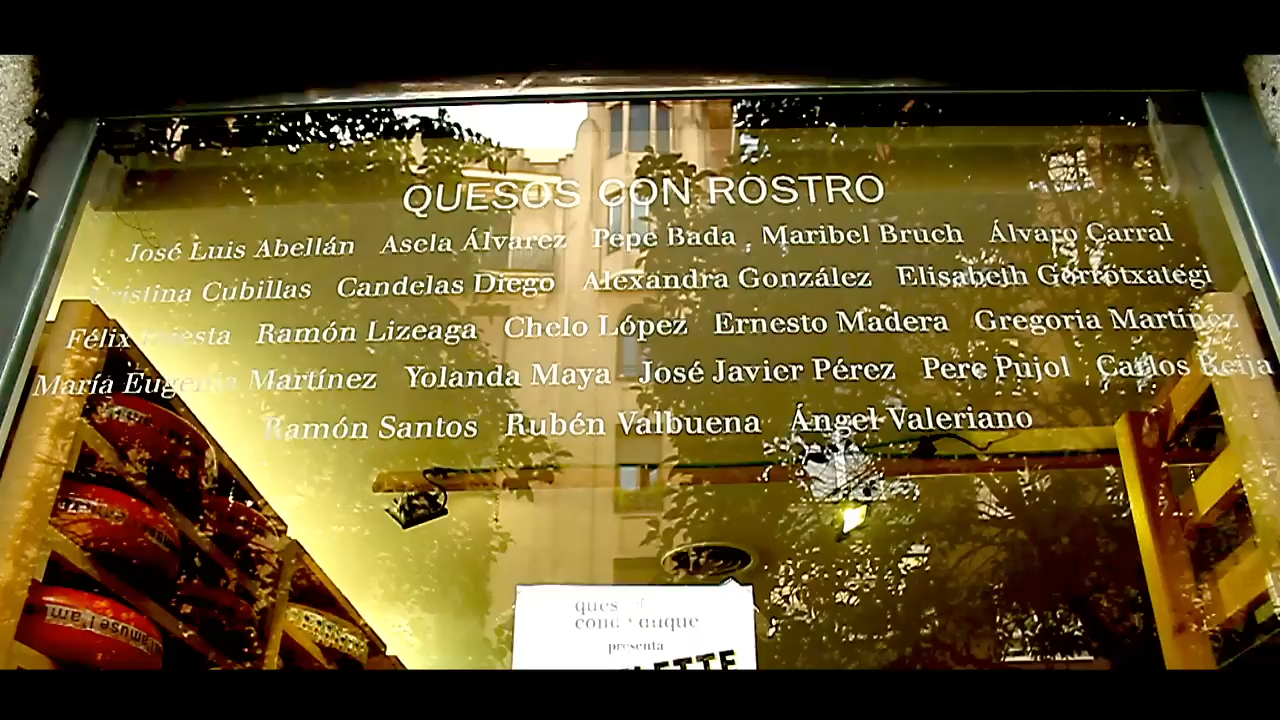 QUESOS CON ROSTRO
José Luis Abellán Asela Álvarez Pepe Bada , Maribel Bruch Álvaro Carral
Cubillas Candelas Diego Alexandra González Elisabeth Gorrotxategi
Félix Ramón Lizeaga Chelo López Ernesto Madera Gregoria Martínez
María Eugenia Martínez Yolanda Maya José Javier Pérez Pere Pujol Carlos Reija
Ramón Santos Rubén Valbuena Ángel Valeriano
presenta